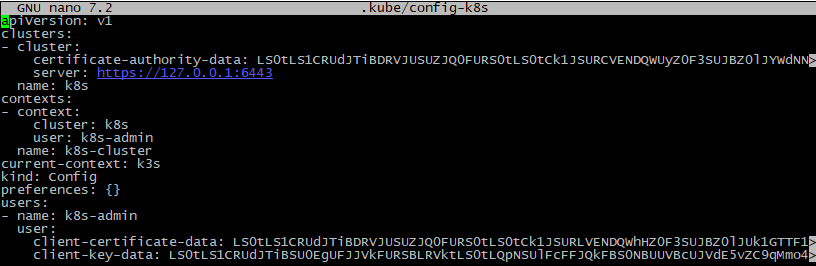 GNU nano 7.2 .kube/config-k8s
apiVersion: v1
clusters:
- cluster:
certificate-authority-data: LS0tLS1CRUdJTiBDRVJUSUZJQ0FURS0tLS0tCk1JSURCVENDQWUyZ0F3SUJBZ0lJYWdNN>
server: https://127.0.0.1:6443
name: k8s
contexts:
- context:
cluster: k8s
user: k8s-admin
name: k8s-cluster
current-context: k3s
kind: Config
preferences: {}
users:
- name: k8s-admin
user:
client-certificate-data: LS0tLS1CRUdJTiBDRVJUSUZJQ0FURS0tLS0tCk1JSURLVENDQWhHZ0F3SUJBZ0lJUk1GTTF1>
client-key-data: LS0tLS1CRUdJTiBSU0EgUFJJVkFURSBLRVktLS0tLQpNSUlFcFFJQkFBS0NBUUVBcUJVdE5vZC9qMmo4>